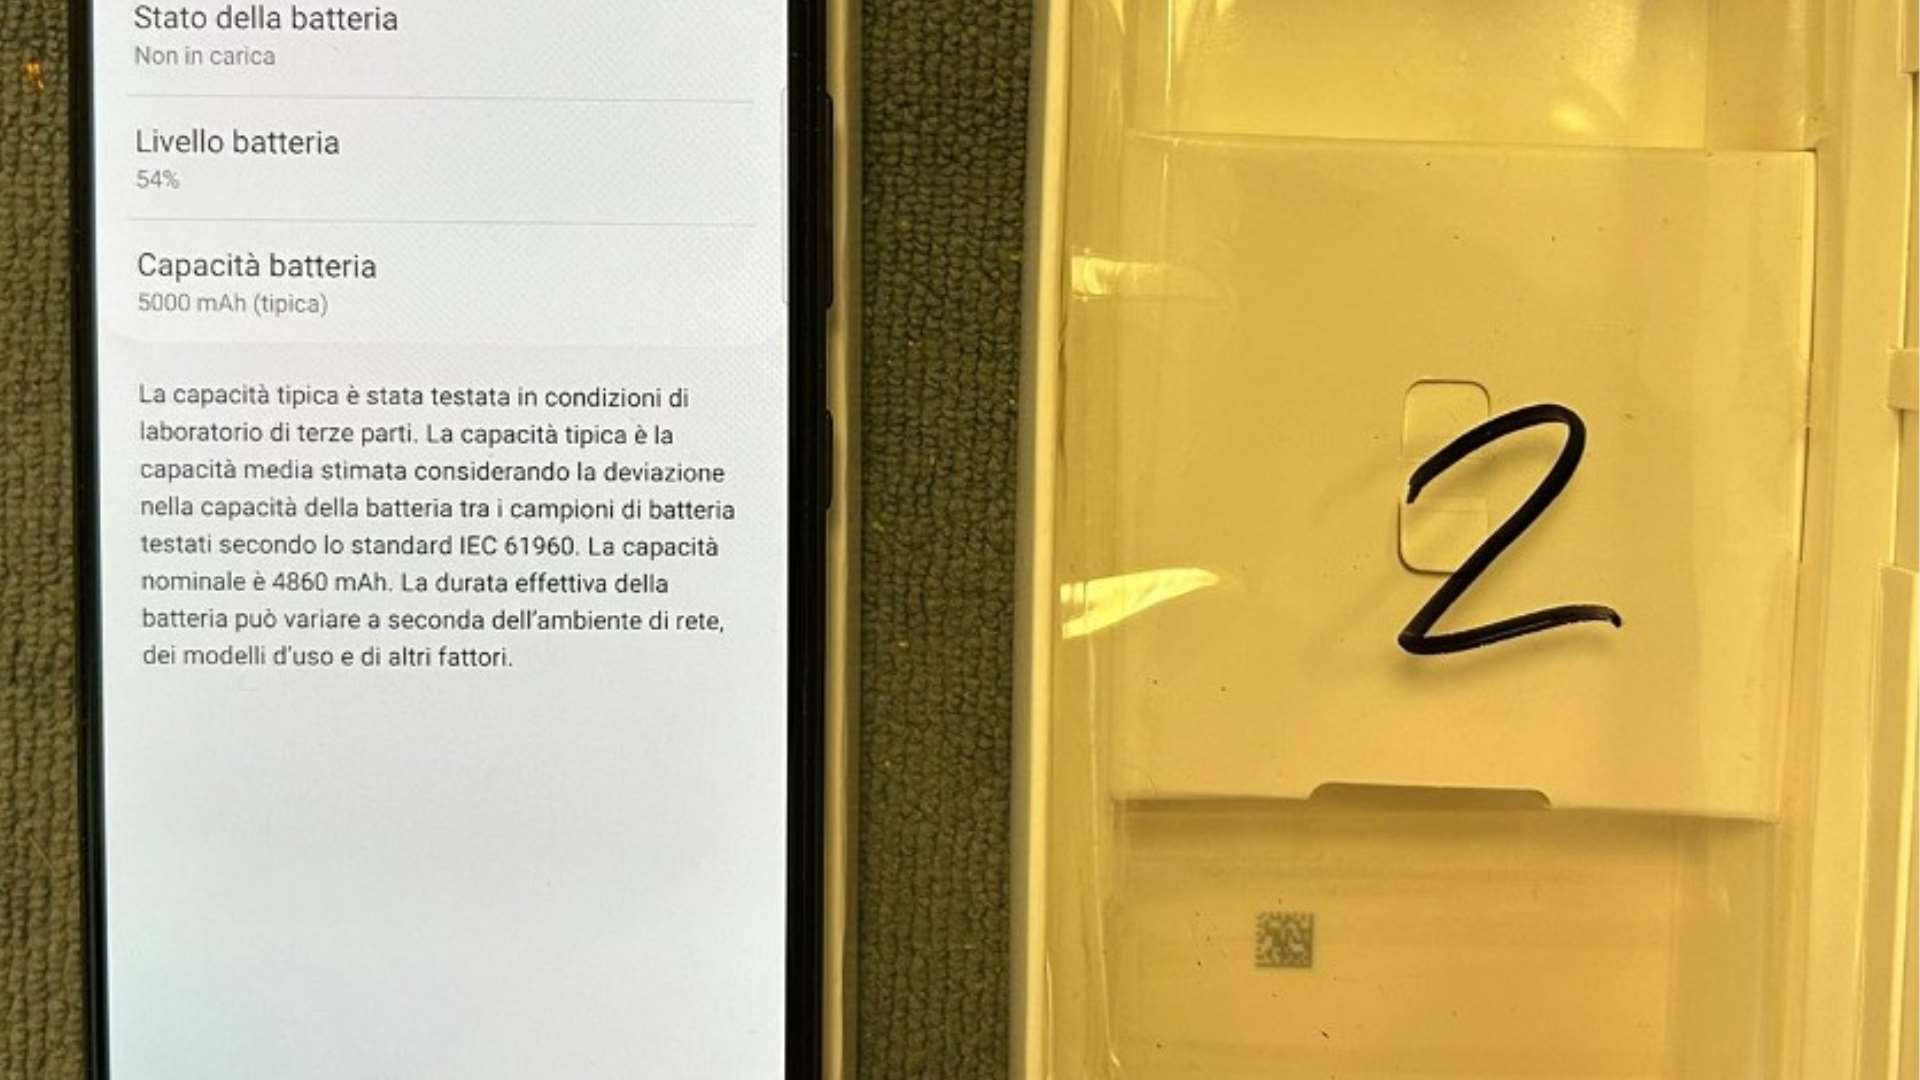 Stato della batteria
Non in carica
Livello batteria
54%
Capacità batteria
5000 mAh (tipica)
La capacità tipica è stata testata in condizioni di
laboratorio di terze parti. La capacità tipica è la
capacità media stimata considerando la deviazione
nella capacità della batteria tra i campioni di batteria
testati secondo lo standard IEC 61960. La capacità
nominale è 4860 mAh. La durata effettiva della
batteria può variare a seconda dell'ambiente di rete,
dei modelli d'uso e di altri fattori.
2